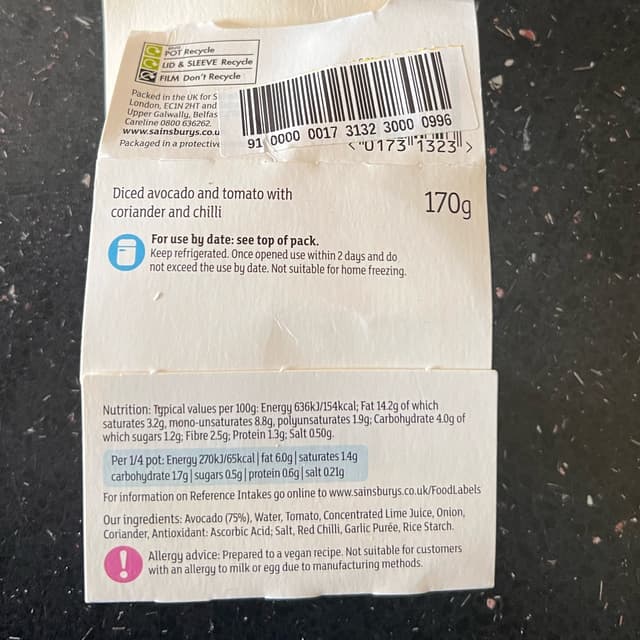 POT Recycle
LID & SLEEVE Recycle
FILM Don't Recycle
Packed in the UK for S
London, EC1N 2HT and
Upper Galwally, Belfas
Careline 0800 636262.
www.sainsburys.co.u
Packaged in a protective
91 0000 0017 3132 3000 0996
Diced avocado and tomato with
coriander and chilli
170g
For use by date: see top of pack.
Keep refrigerated. Once opened use within 2 days and do
not exceed the use by date. Not suitable for home freezing.
Nutrition: Typical values per 100g: Energy 636kJ/154kcal; Fat 14.2g of which
saturates 3.2g, mono-unsaturates 8.8g, polyunsaturates 1.9g; Carbohydrate 4.0g of
which sugars 1.2g; Fibre 2.5g; Protein 1.3g; Salt 0.50g.
Per 1/4 pot: Energy 270kJ/65kcal | fat 6.0g | saturates 1.4g
carbohydrate 1.7g | sugars 0.5g | protein 0.6g | salt 0.21g
For information on Reference Intakes go online to www.sainsburys.co.uk/FoodLabels
Our ingredients: Avocado (75%), Water, Tomato, Concentrated Lime Juice, Onion,
Coriander, Antioxidant: Ascorbic Acid; Salt, Red Chilli, Garlic Purée, Rice Starch.
Allergy advice: Prepared to a vegan recipe. Not suitable for customers
with an allergy to milk or egg due to manufacturing methods.